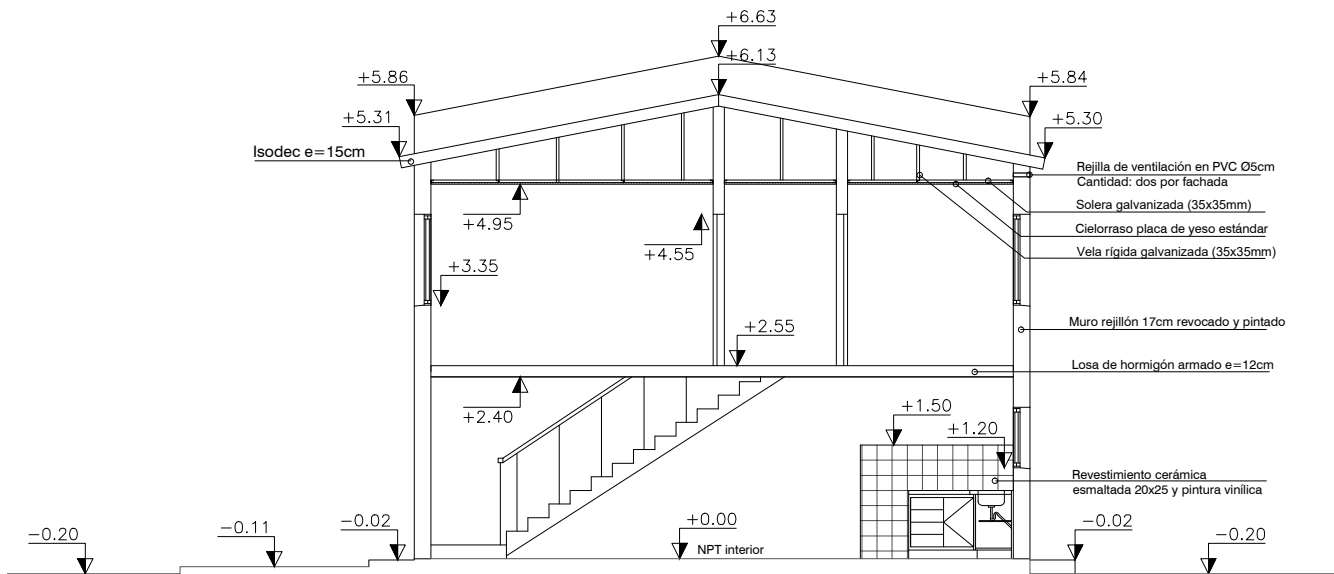 +6.63
+6.13
+5.86
+5.84
+5.31
+5.30
Isodec e=15cm
Rejilla de ventilación en PVC Ø5cm
Cantidad: dos por fachada
Solera galvanizada (35x35mm)
+4.95
Cielorraso placa de yeso estándar
+4.55
Vela rígida galvanizada (35x35mm)
+3.35
Muro rejillón 17cm revocado y pintado
+2.55
Losa de hormigón armado e=12cm
+2.40
+1.50
+1.20
Revestimiento cerámica
esmaltada 20x25 y pintura vinílica
−0.20
−0.11
−0.02
+0.00
NPT interior
−0.02
−0.20